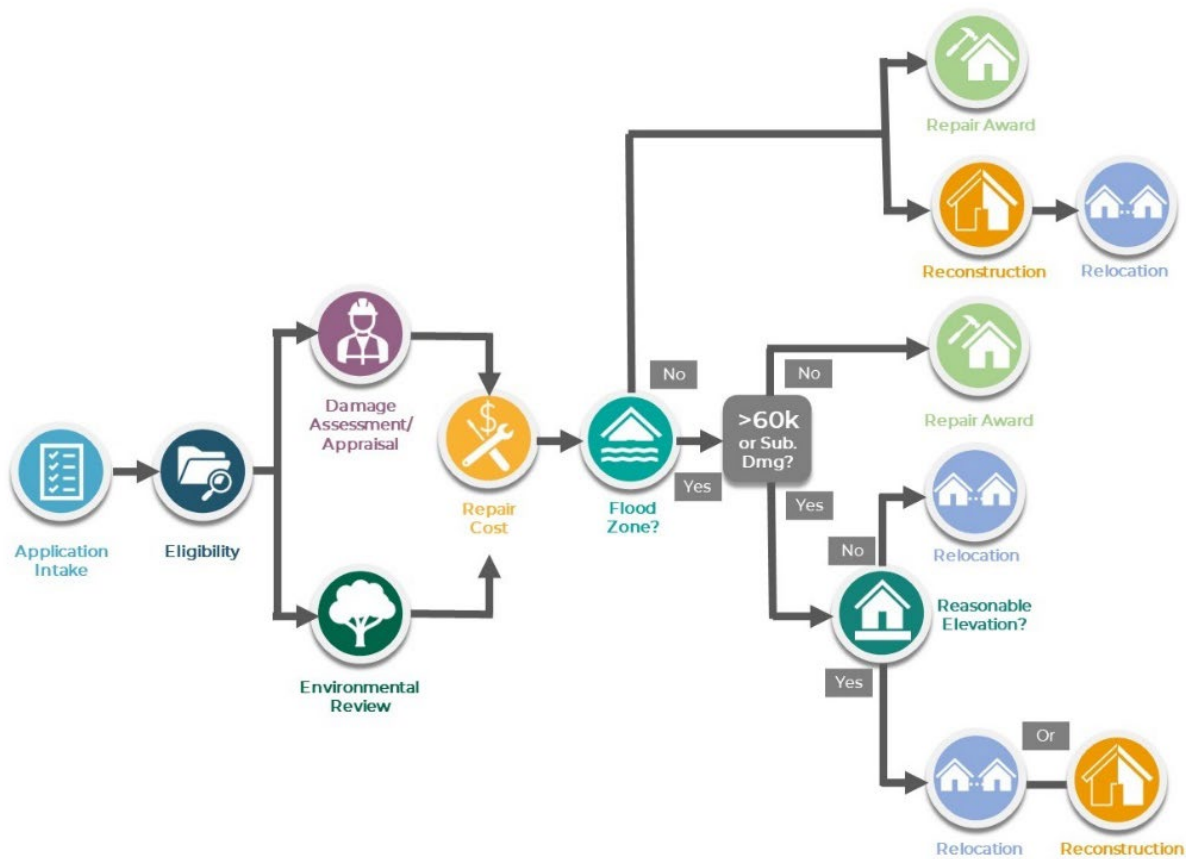 Repair Award
Reconstruction
Relocation
Damage
Assessment/
Appraisal
No
No
>60k
or Sub.
Dmg?
Repair Award
Application
Intake
Eligibility
$
Repair
Cost
Flood
Zone?
Yes
Yes
No
Relocation
Reasonable
Elevation?
Environmental
Review
Yes
Or
Relocation
Reconstruction